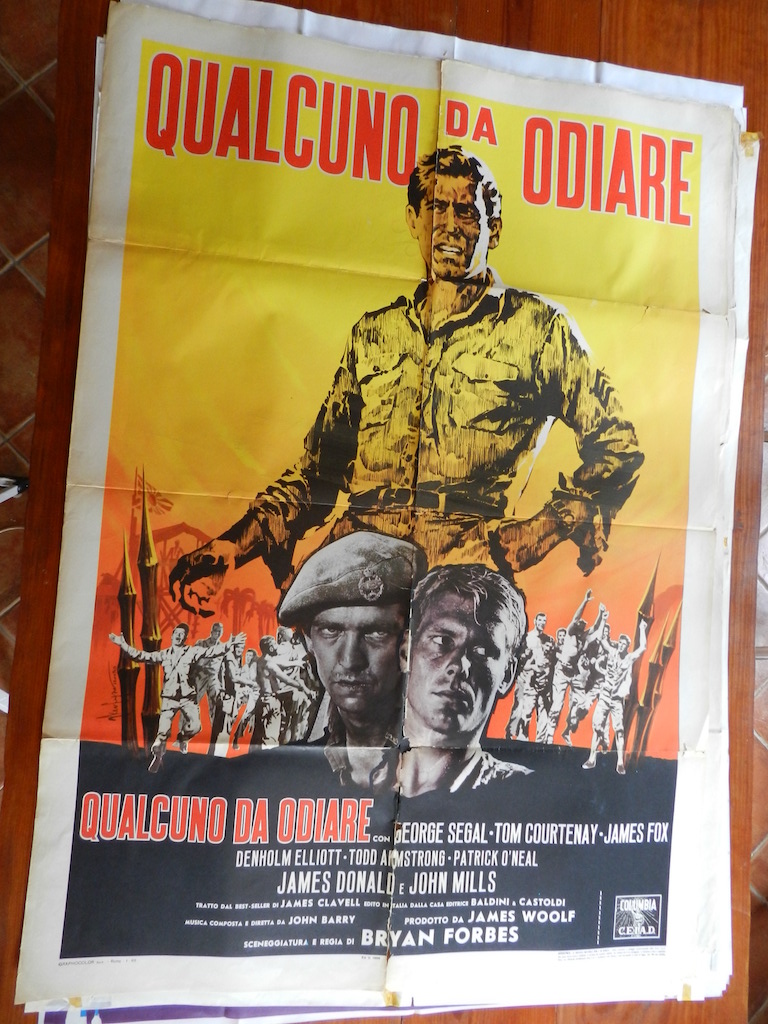 QUALCUNO DA ODIARE
QUALCUNO DA ODIARE CON GEORGE SEGAL · TOM COURTENAY · JAMES FOX
DENHOLM ELLIOTT · TODD ARMSTRONG · PATRICK O'NEAL
JAMES DONALD E JOHN MILLS
TRATTO DAL BEST-SELLER DI JAMES CLAVELL EDITO IN ITALIA DALLA CASA EDITRICE BALDINI & CASTOLDI
MUSICA COMPOSTA E DIRETTA DA JOHN BARRY PRODOTTO DA JAMES WOOLF
SCENEGGIATURA E REGIA DI BRYAN FORBES
COLUMBIA
C.E.I.A.D.